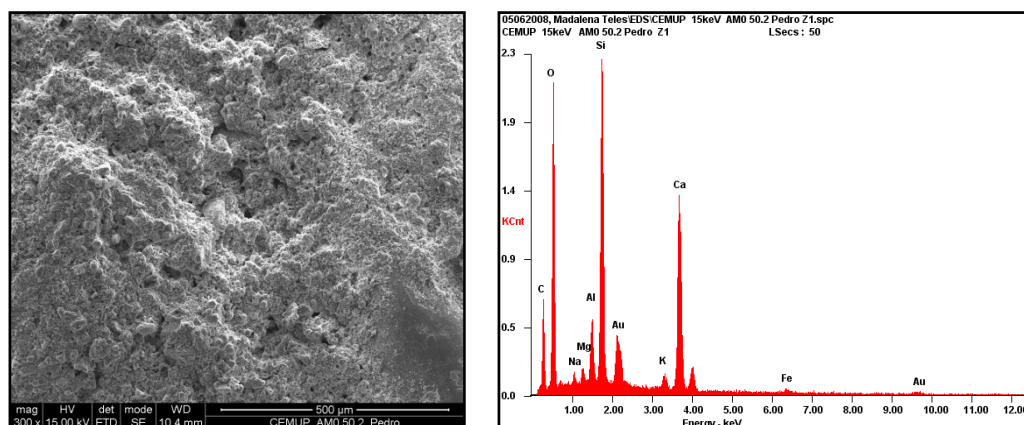 mag HV det mode WD 500 µm
300 x 15.00 kV ETD SE 10.4 mm CEMUP AM0 50.2 Pedro
05062008, Madalena Teles\EDS\CEMUP 15keV AM0 50.2 Pedro Z1.spc
CEMUP 15keV AM0 50.2 Pedro Z1 LSecs : 50
2.3
Si
O
1.9
1.4
Ca
KCnt
0.9
C
Al
0.5
Au
Mg
Na
K
Fe
Au
0.0
1.00 2.00 3.00 4.00 5.00 6.00 7.00 8.00 9.00 10.00 11.00 12.0
Energy - keV